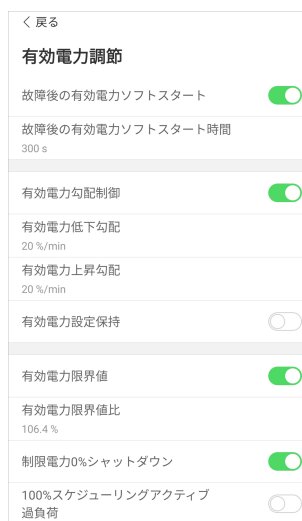 < 戻る
有効電力調節
故障後の有効電力ソフトスタート
故障後の有効電力ソフトスタート時間
300 s
有効電力勾配制御
有効電力低下勾配
20 %/min
有効電力上昇勾配
20 %/min
有効電力設定保持
有効電力限界値
有効電力限界値比
106.4 %
制限電力0%シャットダウン
100%スケジューリングアクティブ
過負荷